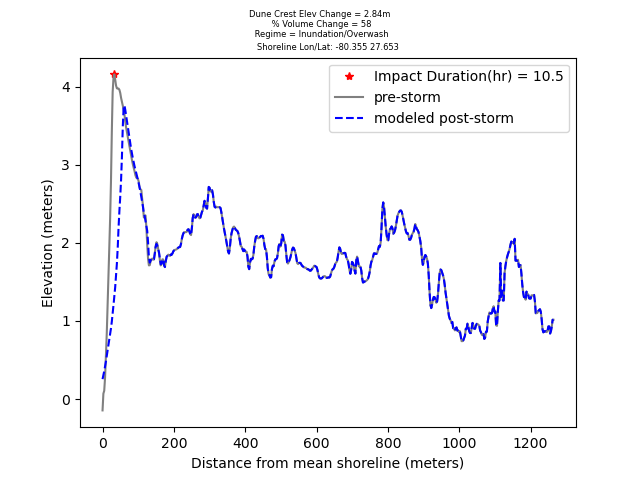 Dune Crest Elev Change = 2.84m
% Volume Change = 58
Regime = Inundation/Overwash
Shoreline Lon/Lat: -80.355 27.653
Impact Duration(hr) = 10.5
pre-storm
modeled post-storm
Elevation (meters)
4
3
2
1
0
0 200 400 600 800 1000 1200
Distance from mean shoreline (meters)